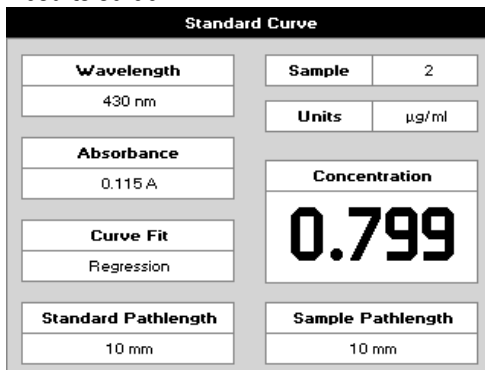 Standard Curve
Wavelength
430 nm
Absorbance
0.115 A
Curve Fit
Regression
Standard Pathlength
10 mm
Sample 2
Units µg/ml
Concentration
0.799
Sample Pathlength
10 mm